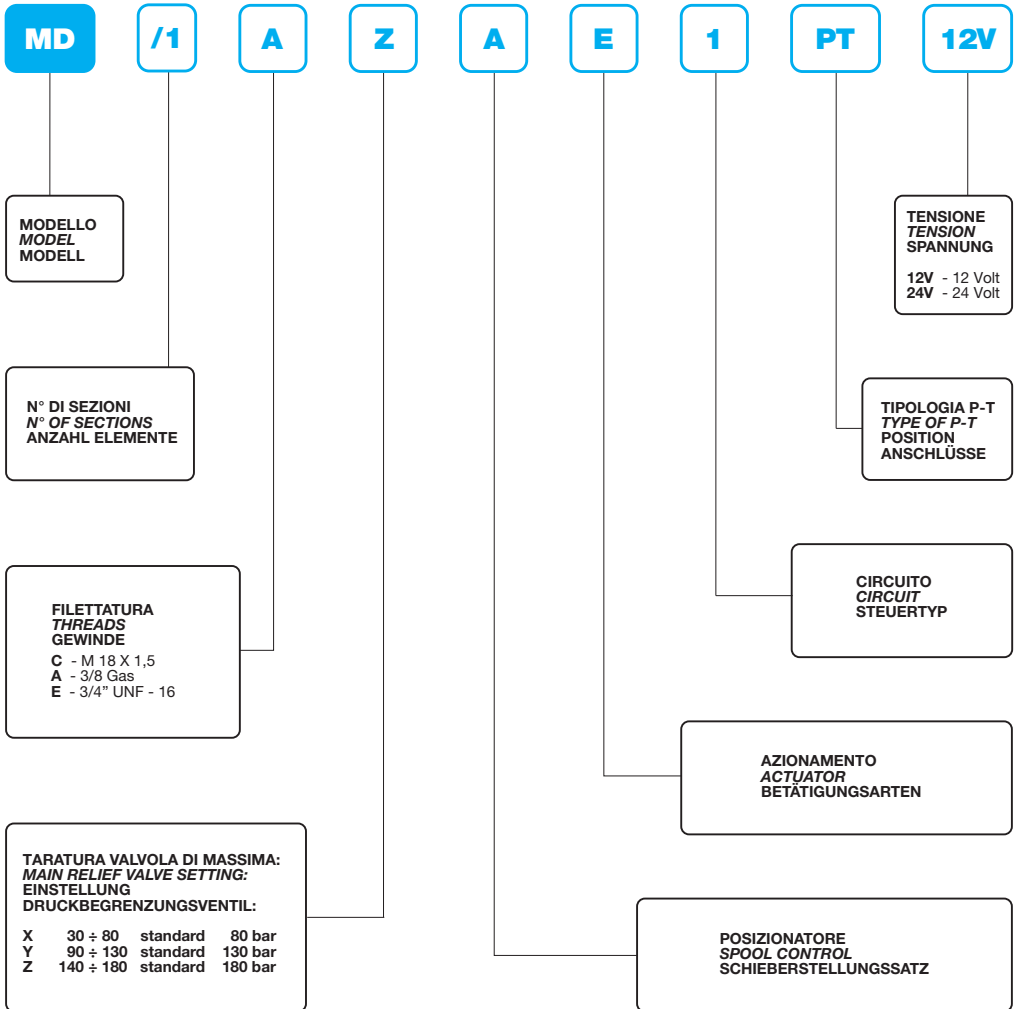 MD /1 A Z A E 1 PT 12V
MODELLO
MODEL
MODELL
TENSIONE
TENSION
SPANNUNG
12V - 12 Volt
24V - 24 Volt
N° DI SEZIONI
N° OF SECTIONS
ANZAHL ELEMENTE
TIPOLOGIA P-T
TYPE OF P-T
POSITION
ANSCHLÜSSE
FILETTATURA
THREADS
GEWINDE
C - M 18 X 1,5
A - 3/8 Gas
E - 3/4” UNF - 16
CIRCUITO
CIRCUIT
STEUERTYP
AZIONAMENTO
ACTUATOR
BETÄTIGUNGSARTEN
TARATURA VALVOLA DI MASSIMA:
MAIN RELIEF VALVE SETTING:
EINSTELLUNG
DRUCKBEGRENZUNGSVENTIL:
X 30 ÷ 80 standard 80 bar
Y 90 ÷ 130 standard 130 bar
Z 140 ÷ 180 standard 180 bar
POSIZIONATORE
SPOOL CONTROL
SCHIEBERSTELLUNGSSATZ